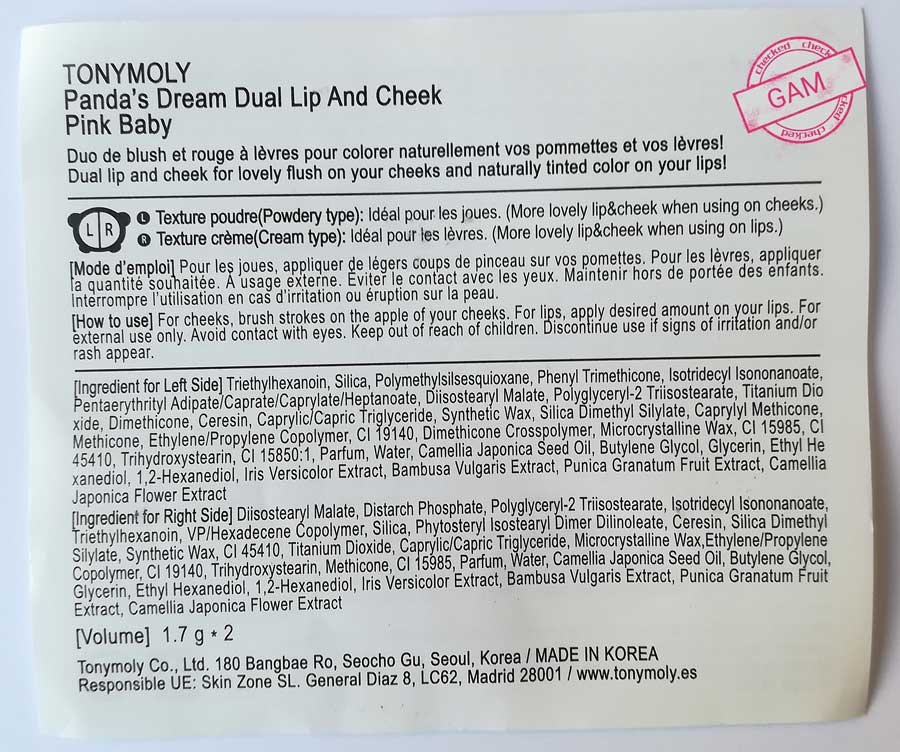 TONYMOLY
Panda's Dream Dual Lip And Cheek
Pink Baby
checked check
GAM
checked checked
Duo de blush et rouge à lèvres pour colorer naturellement vos pommettes et vos lèvres!
Dual lip and cheek for lovely flush on your cheeks and naturally tinted color on your lips!
L R
L Texture poudre(Powdery type): Idéal pour les joues. (More lovely lip&cheek when using on cheeks.)
R Texture crème(Cream type): Idéal pour les lèvres. (More lovely lip&cheek when using on lips.)
[Mode d'emploi] Pour les joues, appliquer de légers coups de pinceau sur vos pomettes. Pour les lèvres, appliquer
la quantité souhaitée. A usage externe. Éviter le contact avec les yeux. Maintenir hors de portée des enfants.
Interrompre l'utilisation en cas d'irritation ou éruption sur la peau.
[How to use] For cheeks, brush strokes on the apple of your cheeks. For lips, apply desired amount on your lips. For
external use only. Avoid contact with eyes. Keep out of reach of children. Discontinue use if signs of irritation and/or
rash appear.
[Ingredient for Left Side] Triethylhexanoin, Silica, Polymethylsilsesquioxane, Phenyl Trimethicone, Isotridecyl Isononanoate,
Pentaerythrityl Adipate/Caprate/Caprylate/Heptanoate, Diisostearyl Malate, Polyglyceryl-2 Triisostearate, Titanium Dio
xide, Dimethicone, Ceresin, Caprylic/Capric Triglyceride, Synthetic Wax, Silica Dimethyl Silylate, Caprylyl Methicone,
Methicone, Ethylene/Propylene Copolymer, CI 19140, Dimethicone Crosspolymer, Microcrystalline Wax, CI 15985, CI
45410, Trihydroxystearin, CI 15850:1, Parfum, Water, Camellia Japonica Seed Oil, Butylene Glycol, Glycerin, Ethyl He
xanediol, 1,2-Hexanediol, Iris Versicolor Extract, Bambusa Vulgaris Extract, Punica Granatum Fruit Extract, Camellia
Japonica Flower Extract
[Ingredient for Right Side] Diisostearyl Malate, Distarch Phosphate, Polyglyceryl-2 Triisostearate, Isotridecyl Isononanoate,
Triethylhexanoin, VP/Hexadecene Copolymer, Silica, Phytosteryl Isostearyl Dimer Dilinoleate, Ceresin, Silica Dimethyl
Silylate, Synthetic Wax, CI 45410, Titanium Dioxide, Caprylic/Capric Triglyceride, Microcrystalline Wax,Ethylene/Propylene
Copolymer, CI 19140, Trihydroxystearin, Methicone, CI 15985, Parfum, Water, Camellia Japonica Seed Oil, Butylene Glycol,
Glycerin, Ethyl Hexanediol, 1,2-Hexanediol, Iris Versicolor Extract, Bambusa Vulgaris Extract, Punica Granatum Fruit
Extract, Camellia Japonica Flower Extract
[Volume] 1.7 g * 2
Tonymoly Co., Ltd. 180 Bangbae Ro, Seocho Gu, Seoul, Korea / MADE IN KOREA
Responsible UE: Skin Zone SL. General Diaz 8, LC62, Madrid 28001 / www.tonymoly.es